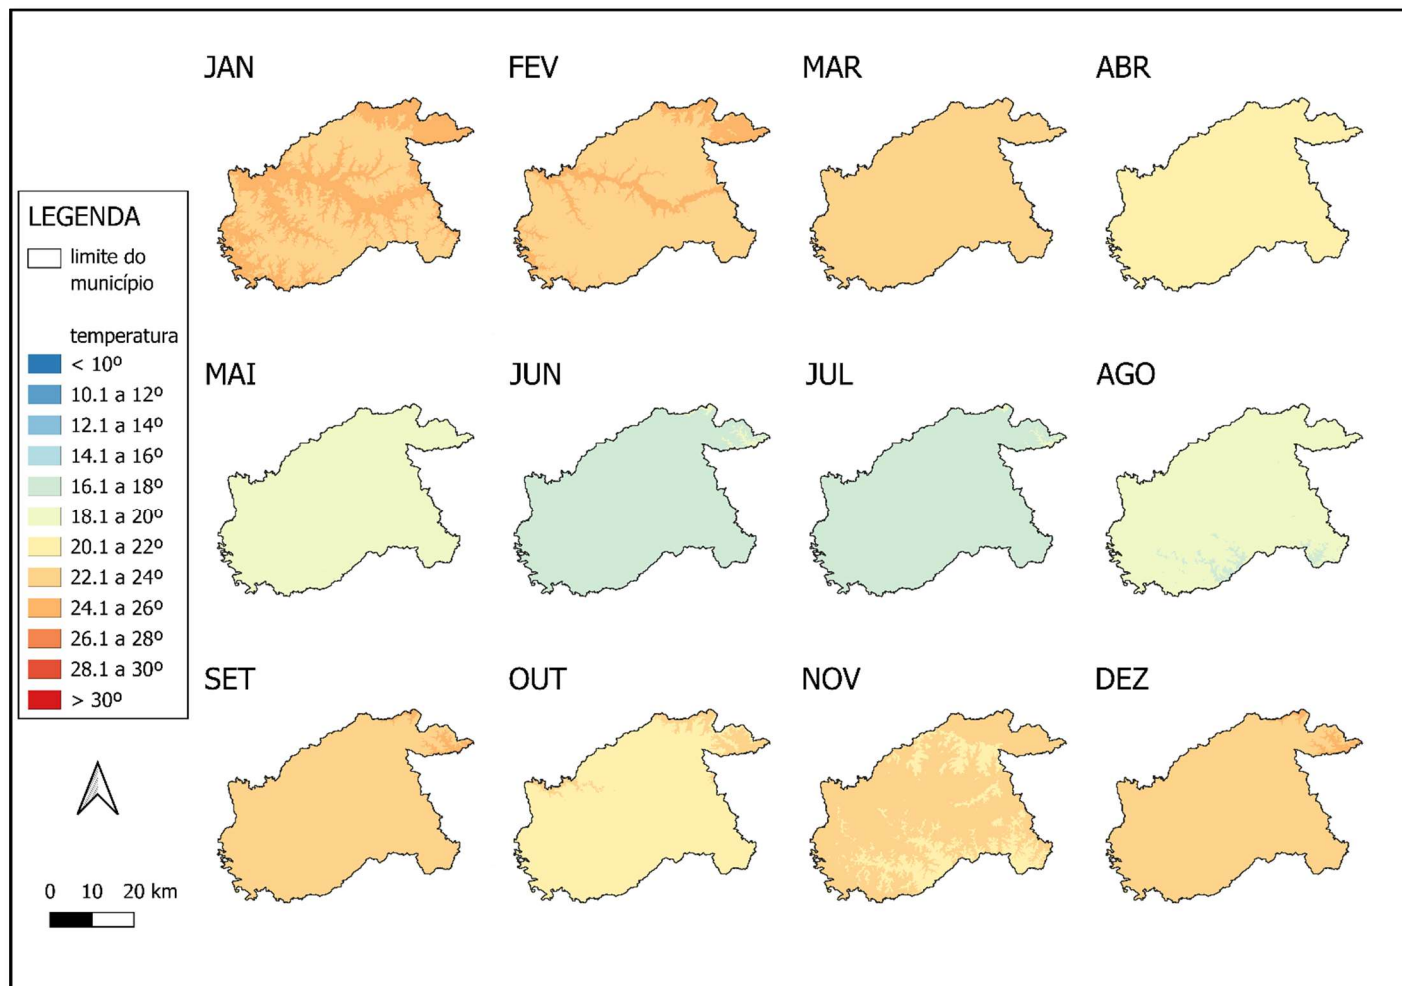 JAN
FEV
MAR
ABR
LEGENDA
limite do
município
temperatura
< 10º
10.1 a 12º
12.1 a 14º
14.1 a 16º
16.1 a 18º
18.1 a 20º
20.1 a 22º
22.1 a 24º
24.1 a 26º
26.1 a 28º
28.1 a 30º
> 30º
MAI
JUN
JUL
AGO
SET
OUT
NOV
DEZ
0 10 20 km